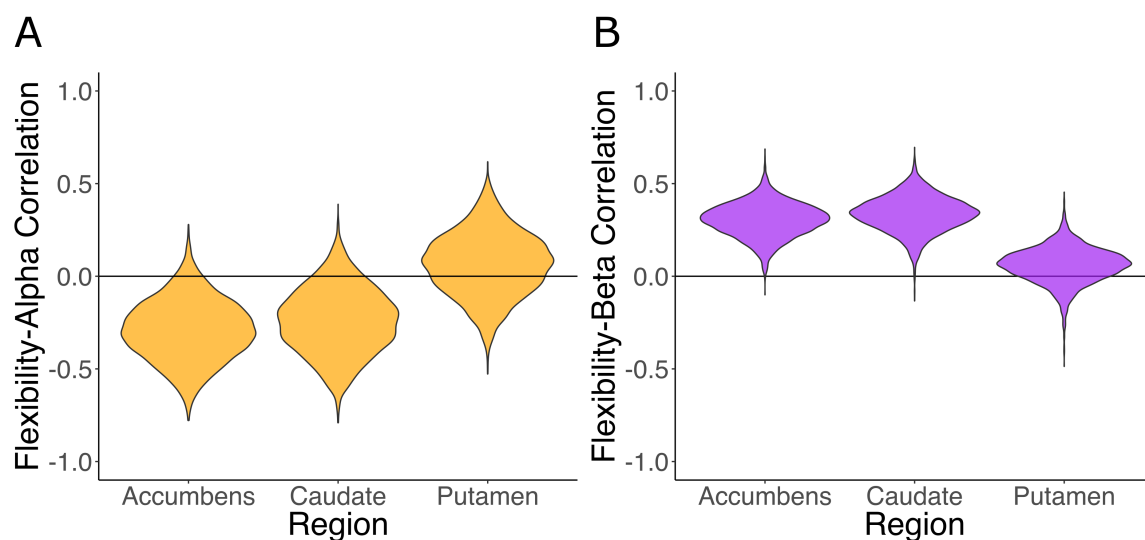 A
Flexibility-Alpha Correlation
1.0
0.5
0.0
-0.5
-1.0
Accumbens Caudate Putamen
Region
B
Flexibility-Beta Correlation
1.0
0.5
0.0
-0.5
-1.0
Accumbens Caudate Putamen
Region